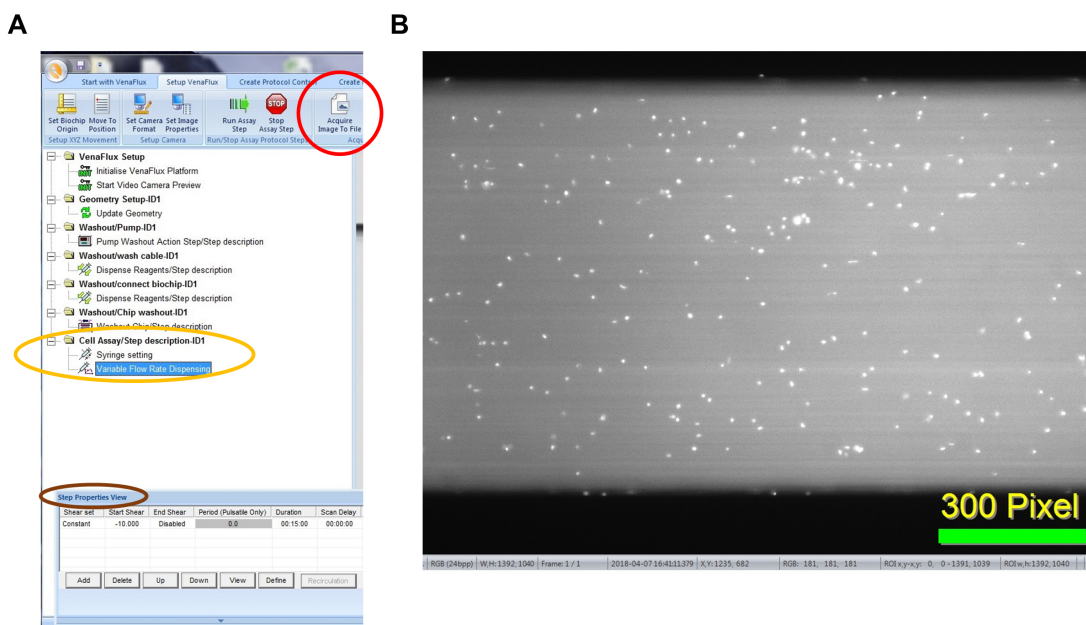 A
B
Start with VenaFlux Setup VenaFlux Create Protocol Cont Create
Set Biochip Origin Move To Position Set Camera Format Set Image Properties Run Assay Step STOP Stop Assay Step Acquire Image To File
Setup XYZ Movement Setup Camera Run/Stop Assay Protocol Steps Acqu
VenaFlux Setup
Initialise VenaFlux Platform
Start Video Camera Preview
Geometry Setup-ID1
Update Geometry
Washout/Pump-ID1
Pump Washout Action Step/Step description
Washout/wash cable-ID1
Dispense Reagents/Step description
Washout/connect biochip-ID1
Dispense Reagents/Step description
Washout/Chip washout-ID1
Washout Chip/Step description
Cell Assay/Step description-ID1
Syringe setting
Variable Flow Rate Dispensing
Step Properties View
Shear set Start Shear End Shear Period (Pulsatile Only) Duration Scan Delay
Constant -10.000 Disabled 0.0 00:15:00 00:00:00
Add Delete Up Down View Define Recirculation
300 Pixel
RGB (24bpp) W,H: 1392, 1040 Frame: 1 / 1 2018-04-07 16:41:11.379 X,Y: 1235, 682 RGB: 181, 181, 181 ROI x,y-x,y: 0, 0 - 1391, 1039 ROI w,h: 1392, 1040